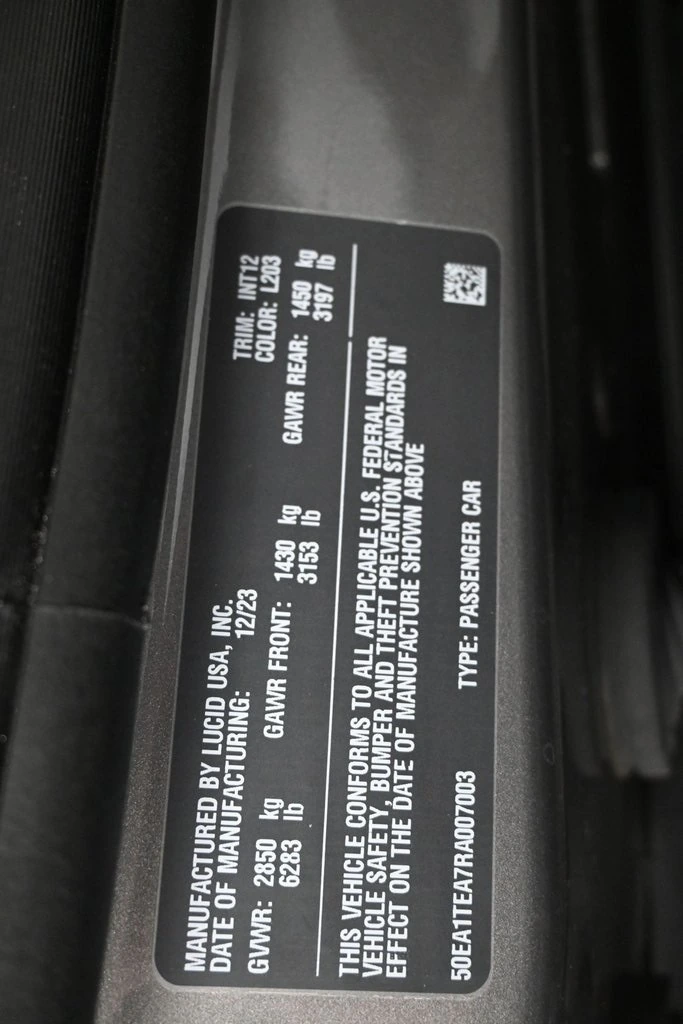 MANUFACTURED BY LUCID USA, INC.
DATE OF MANUFACTURING: 12/23
TRIM: INT12
COLOR: L203
GVWR: 2850 kg GAWR FRONT: 1430 kg GAWR REAR: 1450 kg
6283 lb 3153 lb 3197 lb
THIS VEHICLE CONFORMS TO ALL APPLICABLE U.S. FEDERAL MOTOR
VEHICLE SAFETY, BUMPER AND THEFT PREVENTION STANDARDS IN
EFFECT ON THE DATE OF MANUFACTURE SHOWN ABOVE
50EA1TEA7RA007003 TYPE: PASSENGER CAR